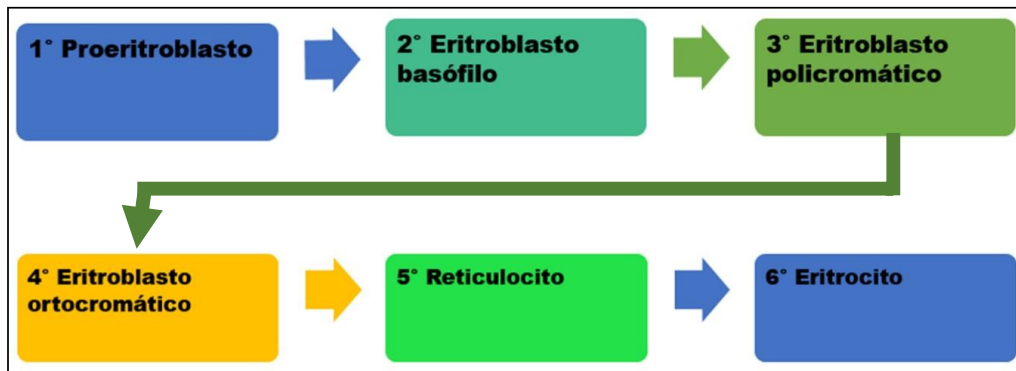 1° Proeritroblasto
2° Eritroblasto
basófilo
3° Eritroblasto
policromático
4° Eritroblasto
ortocromático
5° Reticulocito
6° Eritrocito